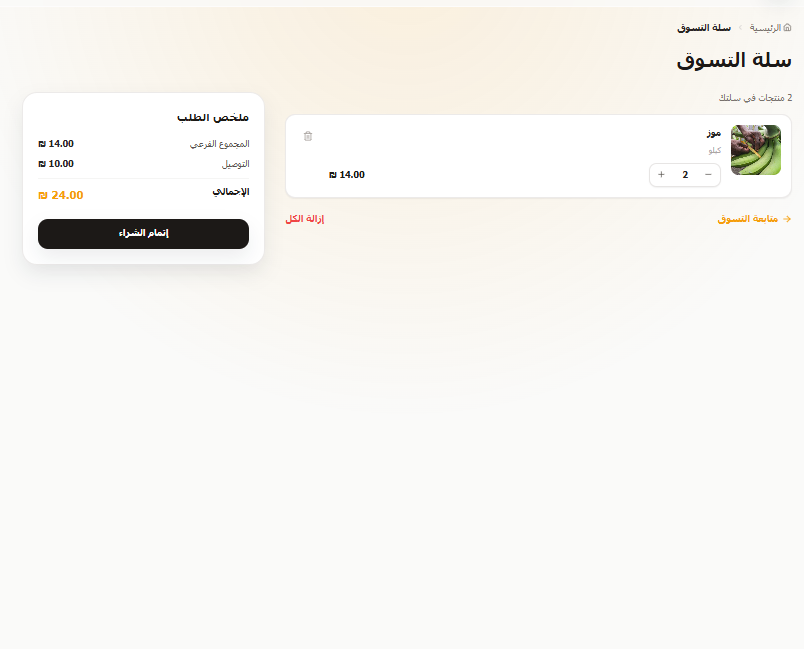 الرئيسية › سلة التسوق
سلة التسوق
2 منتجات في سلتك
موز
كيلو
− 2 +
14.00 ₪
متابعة التسوق →
إزالة الكل
ملخص الطلب
المجموع الفرعي 14.00 ₪
التوصيل 10.00 ₪
الإجمالي 24.00 ₪
إتمام الشراء